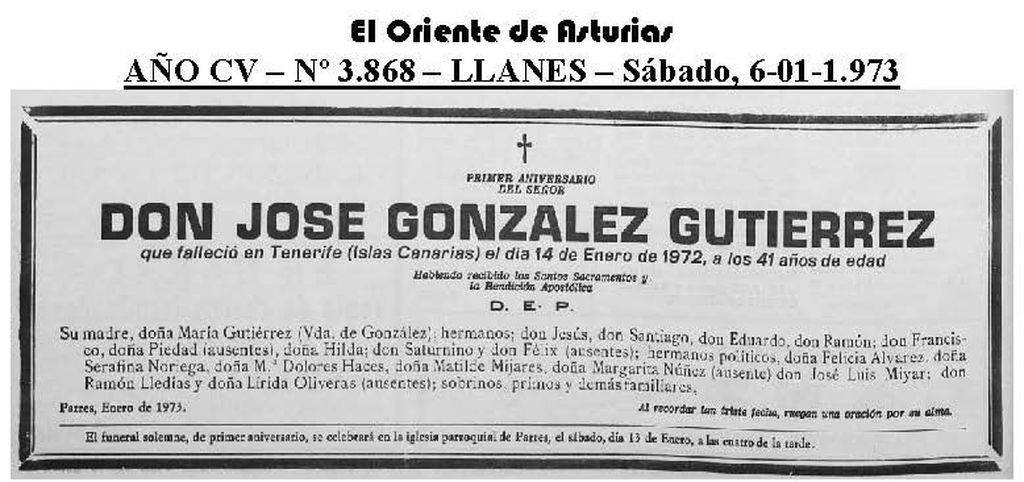 El Oriente de Asturias
AÑO CV – Nº 3.868 – LLANES – Sábado, 6-01-1.973
PRIMER ANIVERSARIO
DEL SEÑOR
DON JOSE GONZALEZ GUTIERREZ
que falleció en Tenerife (Islas Canarias) el día 14 de Enero de 1972, a los 41 años de edad
Habiendo recibido los Santos Sacramentos y
la Bendición Apostólica
D. E. P.
Su madre, doña María Gutiérrez (Vda. de González); hermanos; don Jesús, don Santiago, don Eduardo, don Ramón; don Francis-
co, doña Piedad (ausentes), doña Hilda; don Saturnino y don Félix (ausentes); hermanos políticos, doña Felicia Alvarez, doña
Serafina Noriega, doña M.ª Dolores Haces, doña Matilde Mijares, doña Margarita Núñez (ausente) don José Luis Miyar; don
Ramón Lledías y doña Lírida Oliveras (ausentes); sobrinos, primos y demás familiares,
Parres, Enero de 1973.
Al recordar tan triste fecha, ruegan una oración por su alma.
El funeral solemne, de primer aniversario, se celebrará en la iglesia parroquial de Parres, el sábado, día 13 de Enero, a las cuatro de la tarde.